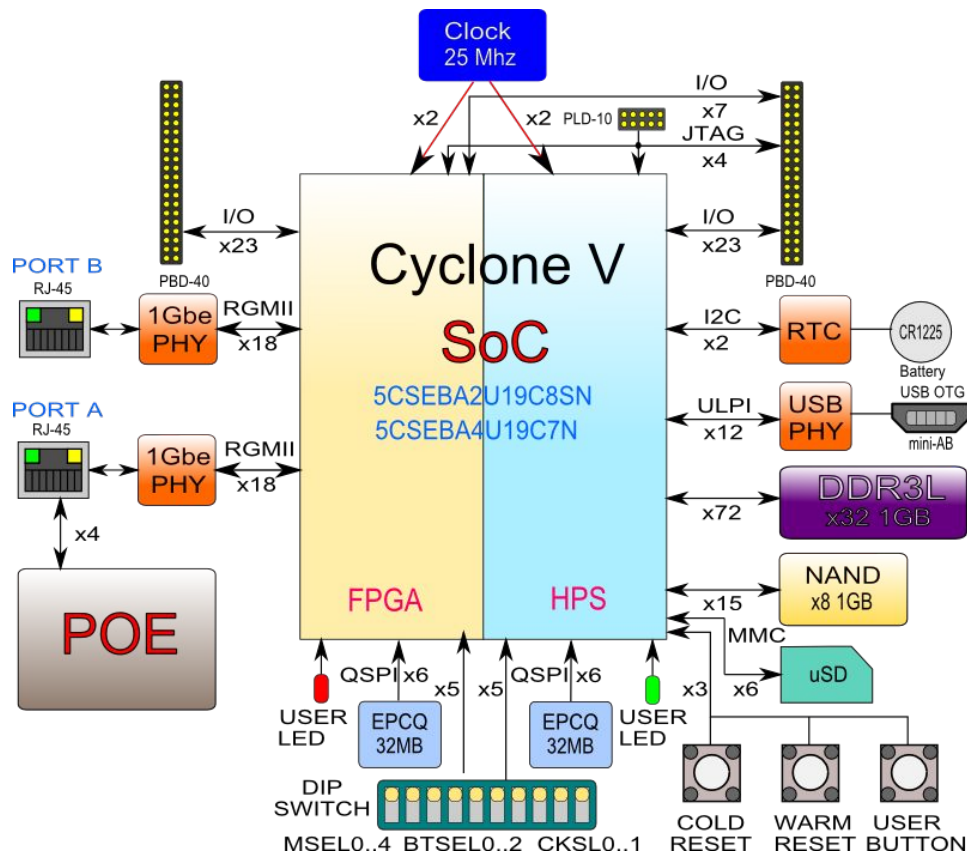 Clock
25 Mhz
I/O
x7
x2
x2
PLD-10
JTAG
x4
I/O
x23
PBD-40
I/O
x23
PBD-40
Cyclone V
SoC
5CSEBA2U19C8SN
5CSEBA4U19C7N
FPGA
HPS
PORT B
RJ-45
1Gbe
PHY
RGMII
x18
PORT A
RJ-45
1Gbe
PHY
RGMII
x18
x4
POE
I2C
x2
RTC
CR1225
Battery
ULPI
x12
USB
PHY
USB OTG
mini-AB
x72
DDR3L
x32 1GB
x15
NAND
x8 1GB
MMC
x6
uSD
x3
USER
LED
QSPI
x6
EPCQ
32MB
x5
x5
QSPI
x6
EPCQ
32MB
USER
LED
DIP
SWITCH
MSEL0..4 BTSEL0..2 CKSL0..1
COLD
RESET
WARM
RESET
USER
BUTTON